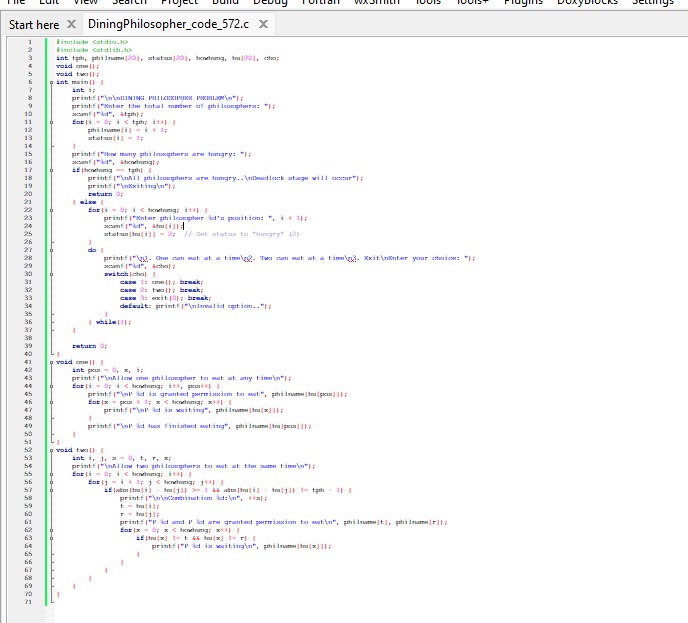 File Edit View Search Project Build Debug Fortran wxSmith Tools Tools+ Plugins DoxyBlocks Settings
Start here DiningPhilosopher_code_572.c
1 #include <stdio.h>
2 #include <stdlib.h>
3 int tph, philname[20], status[20], howhung, hu[20], cho;
4 void one();
5 void two();
6 int main() {
7 int i;
8 printf("\n\nDINING PHILOSOPHER PROBLEM\n");
9 printf("Enter the total number of philosophers: ");
10 scanf("%d", &tph);
11 for(i = 0; i < tph; i++) {
12 philname[i] = i + 1;
13 status[i] = 1;
14 }
15 printf("How many philosophers are hungry: ");
16 scanf("%d", &howhung);
17 if(howhung == tph) {
18 printf("\nAll philosophers are hungry..\nDeadlock stage will occur");
19 printf("\nExiting\n");
20 return 0;
21 } else {
22 for(i = 0; i < howhung; i++) {
23 printf("Enter philosopher %d's position: ", i + 1);
24 scanf("%d", &hu[i]);
25 status[hu[i]] = 2; // Set status to "hungry" (2)
26 }
27 do {
28 printf("\n1. One can eat at a time\n2. Two can eat at a time\n3. Exit\nEnter your choice: ");
29 scanf("%d", &cho);
30 switch(cho) {
31 case 1: one(); break;
32 case 2: two(); break;
33 case 3: exit(0); break;
34 default: printf("\nInvalid option..");
35 }
36 } while(1);
37 }
38
39 return 0;
40 }
41 void one() {
42 int pos = 0, x, i;
43 printf("\nAllow one philosopher to eat at any time\n");
44 for(i = 0; i < howhung; i++, pos++) {
45 printf("\nP %d is granted permission to eat", philname[hu[pos]]);
46 for(x = pos + 1; x < howhung; x++) {
47 printf("\nP %d is waiting", philname[hu[x]]);
48 }
49 printf("\nP %d has finished eating", philname[hu[pos]]);
50 }
51 }
52 void two() {
53 int i, j, s = 0, t, r, x;
54 printf("\nAllow two philosophers to eat at the same time\n");
55 for(i = 0; i < howhung; i++) {
56 for(j = i + 1; j < howhung; j++) {
57 if(abs(hu[i] - hu[j]) >= 1 && abs(hu[i] - hu[j]) != tph - 1) {
58 printf("\n\nCombination %d:\n", ++s);
59 t = hu[i];
60 r = hu[j];
61 printf("P %d and P %d are granted permission to eat\n", philname[t], philname[r]);
62 for(x = 0; x < howhung; x++) {
63 if(hu[x] != t && hu[x] != r) {
64 printf("P %d is waiting\n", philname[hu[x]]);
65 }
66 }
67 }
68 }
69 }
70 }
71